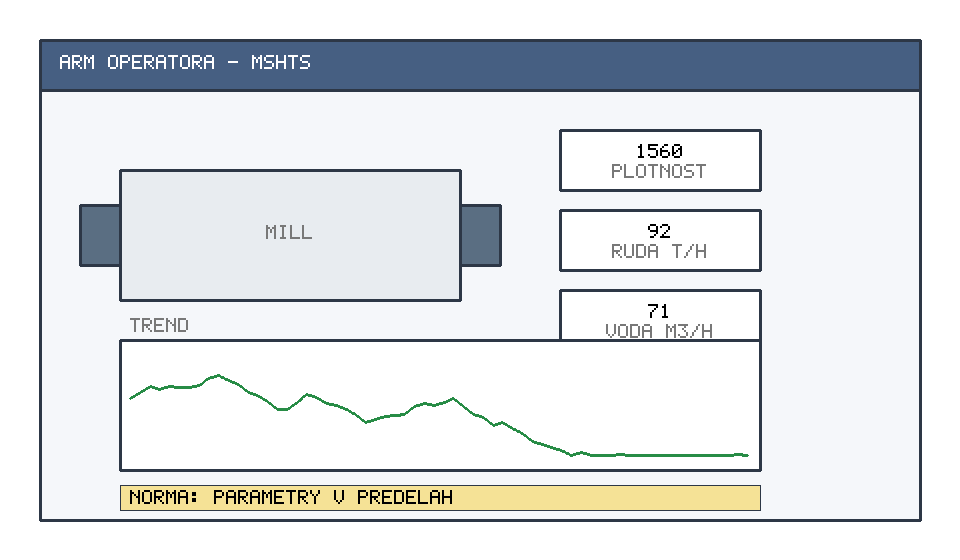 ARM OPERATORA - MSHTS
1560
PLOTNOST
MILL
92
RUDA T/H
71
VODA M3/H
TREND
NORMA: PARAMETRY V PREDELAH